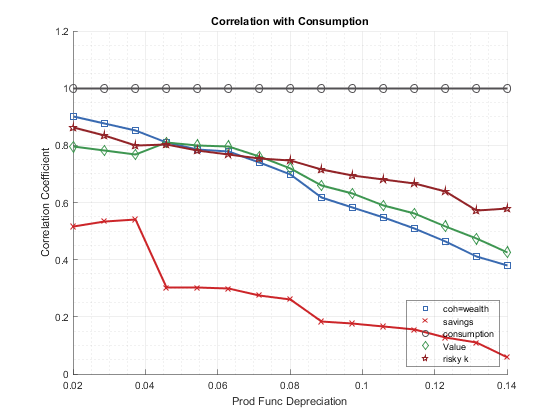 Correlation with Consumption
1.2
1
0.8
0.6
0.4
0.2
0
Correlation Coefficient
0.02
0.04
0.06
0.08
0.1
0.12
0.14
Prod Func Depreciation
coh=wealth
savings
consumption
Value
risky k